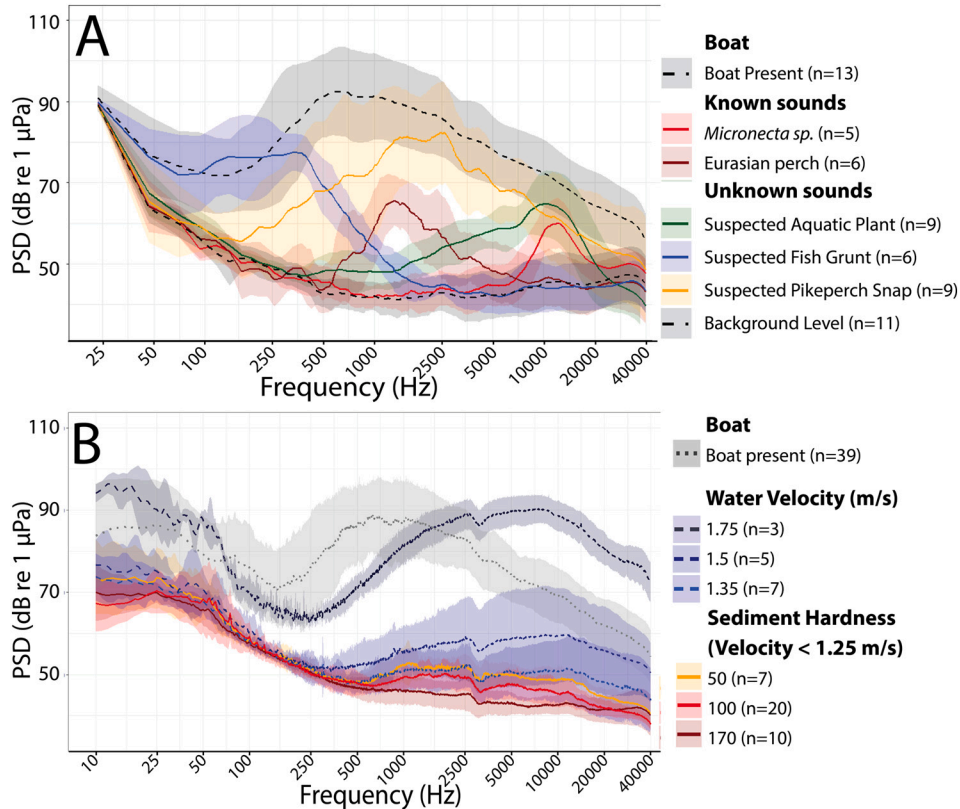 A
110
90
70
50
PSD (dB re 1 µPa)
25
50
100
250
500
1000
2500
5000
10000
20000
40000
Frequency (Hz)
Boat
Boat Present (n=13)
Known sounds
Micronecta sp. (n=5)
Eurasian perch (n=6)
Unknown sounds
Suspected Aquatic Plant (n=9)
Suspected Fish Grunt (n=6)
Suspected Pikeperch Snap (n=9)
Background Level (n=11)
B
110
90
70
50
PSD (dB re 1 µPa)
10
25
50
100
250
500
1000
2500
5000
10000
20000
40000
Frequency (Hz)
Boat
Boat present (n=39)
Water Velocity (m/s)
1.75 (n=3)
1.5 (n=5)
1.35 (n=7)
Sediment Hardness
(Velocity < 1.25 m/s)
50 (n=7)
100 (n=20)
170 (n=10)